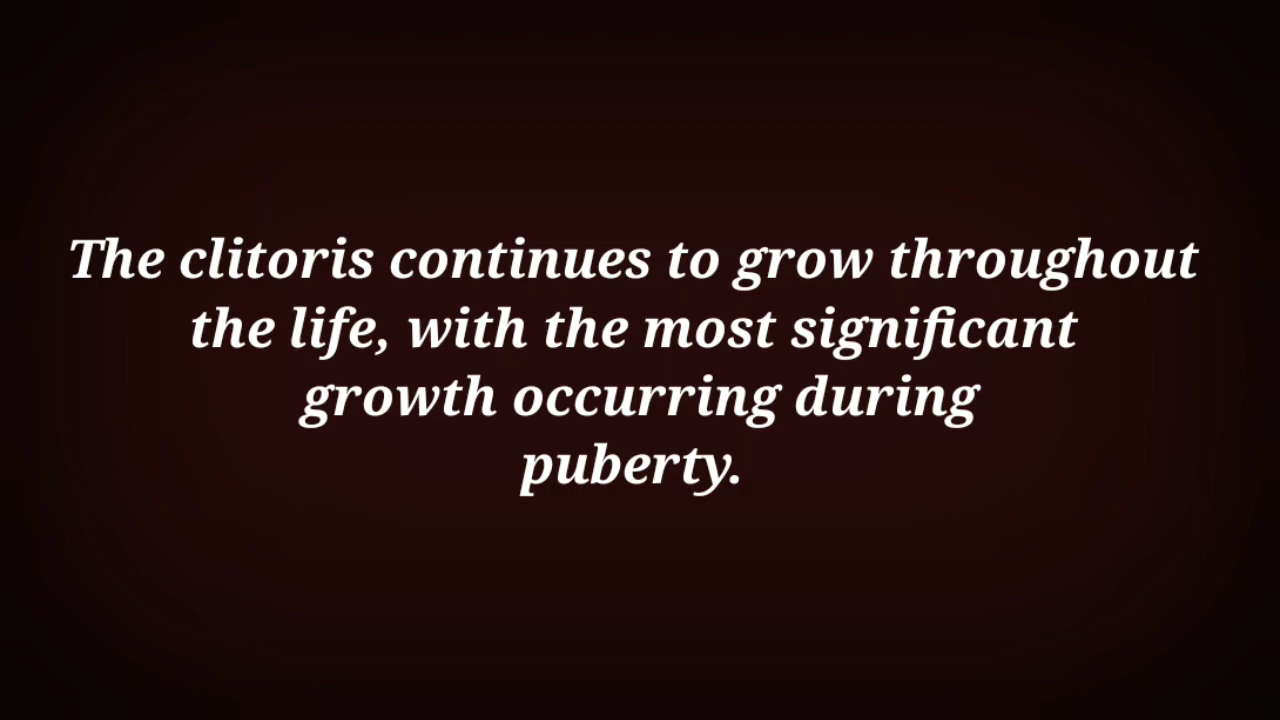 The clitoris continues to grow throughout
the life, with the most significant
growth occurring during
puberty.